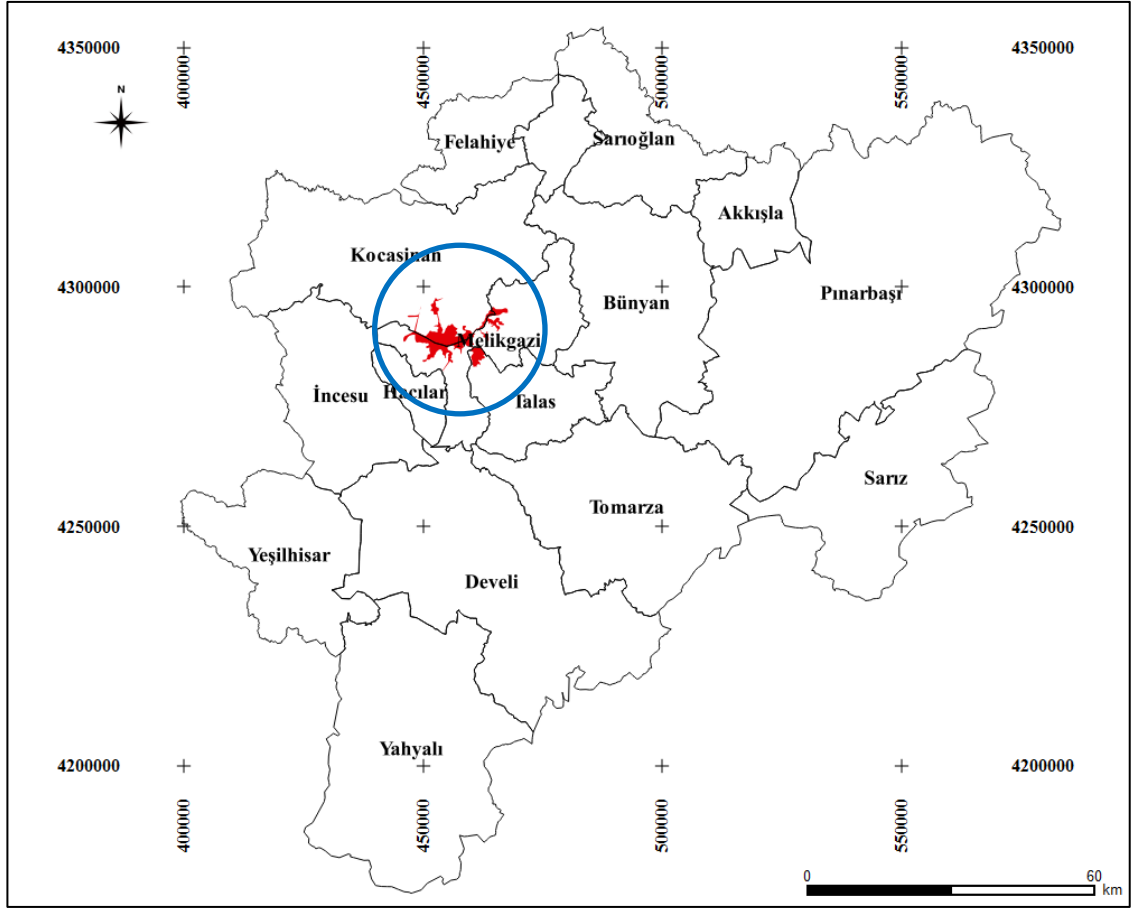 4350000
400000
450000
500000
550000
4350000
N
Felahiye
Sarıoğlan
Akkışla
Kocasinan
4300000
Bünyan
Pınarbaşı
4300000
Melikgazi
İncesu
Hacılar
Talas
Sarız
Tomarza
4250000
4250000
Yeşilhisar
Develi
Yahyalı
4200000
4200000
400000
450000
500000
550000
0
60
km